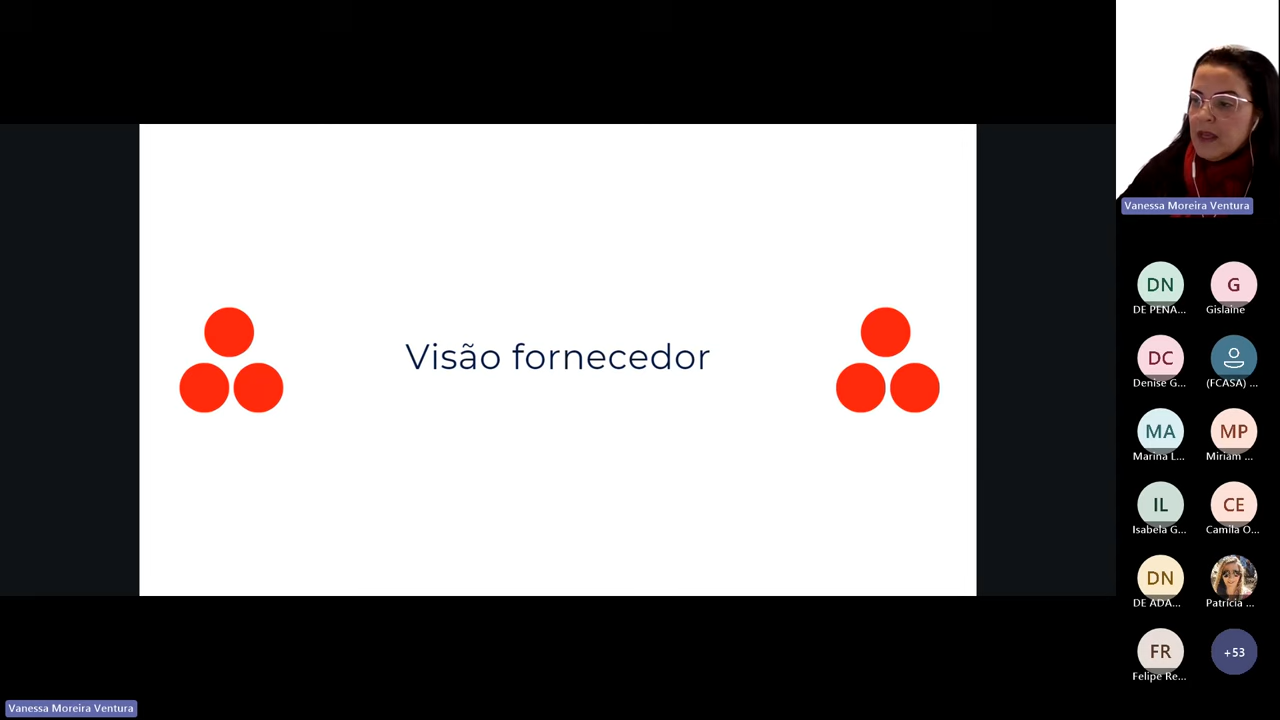 Visão fornecedor
Vanessa Moreira Ventura
DN
DE PENA...
G
Gislaine
DC
Denise G...
(FCASA) ...
MA
Marina L...
MP
Miriam ...
IL
Isabela G...
CE
Camila O...
DN
DE ADA...
Patrícia ...
FR
Felipe Re...
+53
Vanessa Moreira Ventura